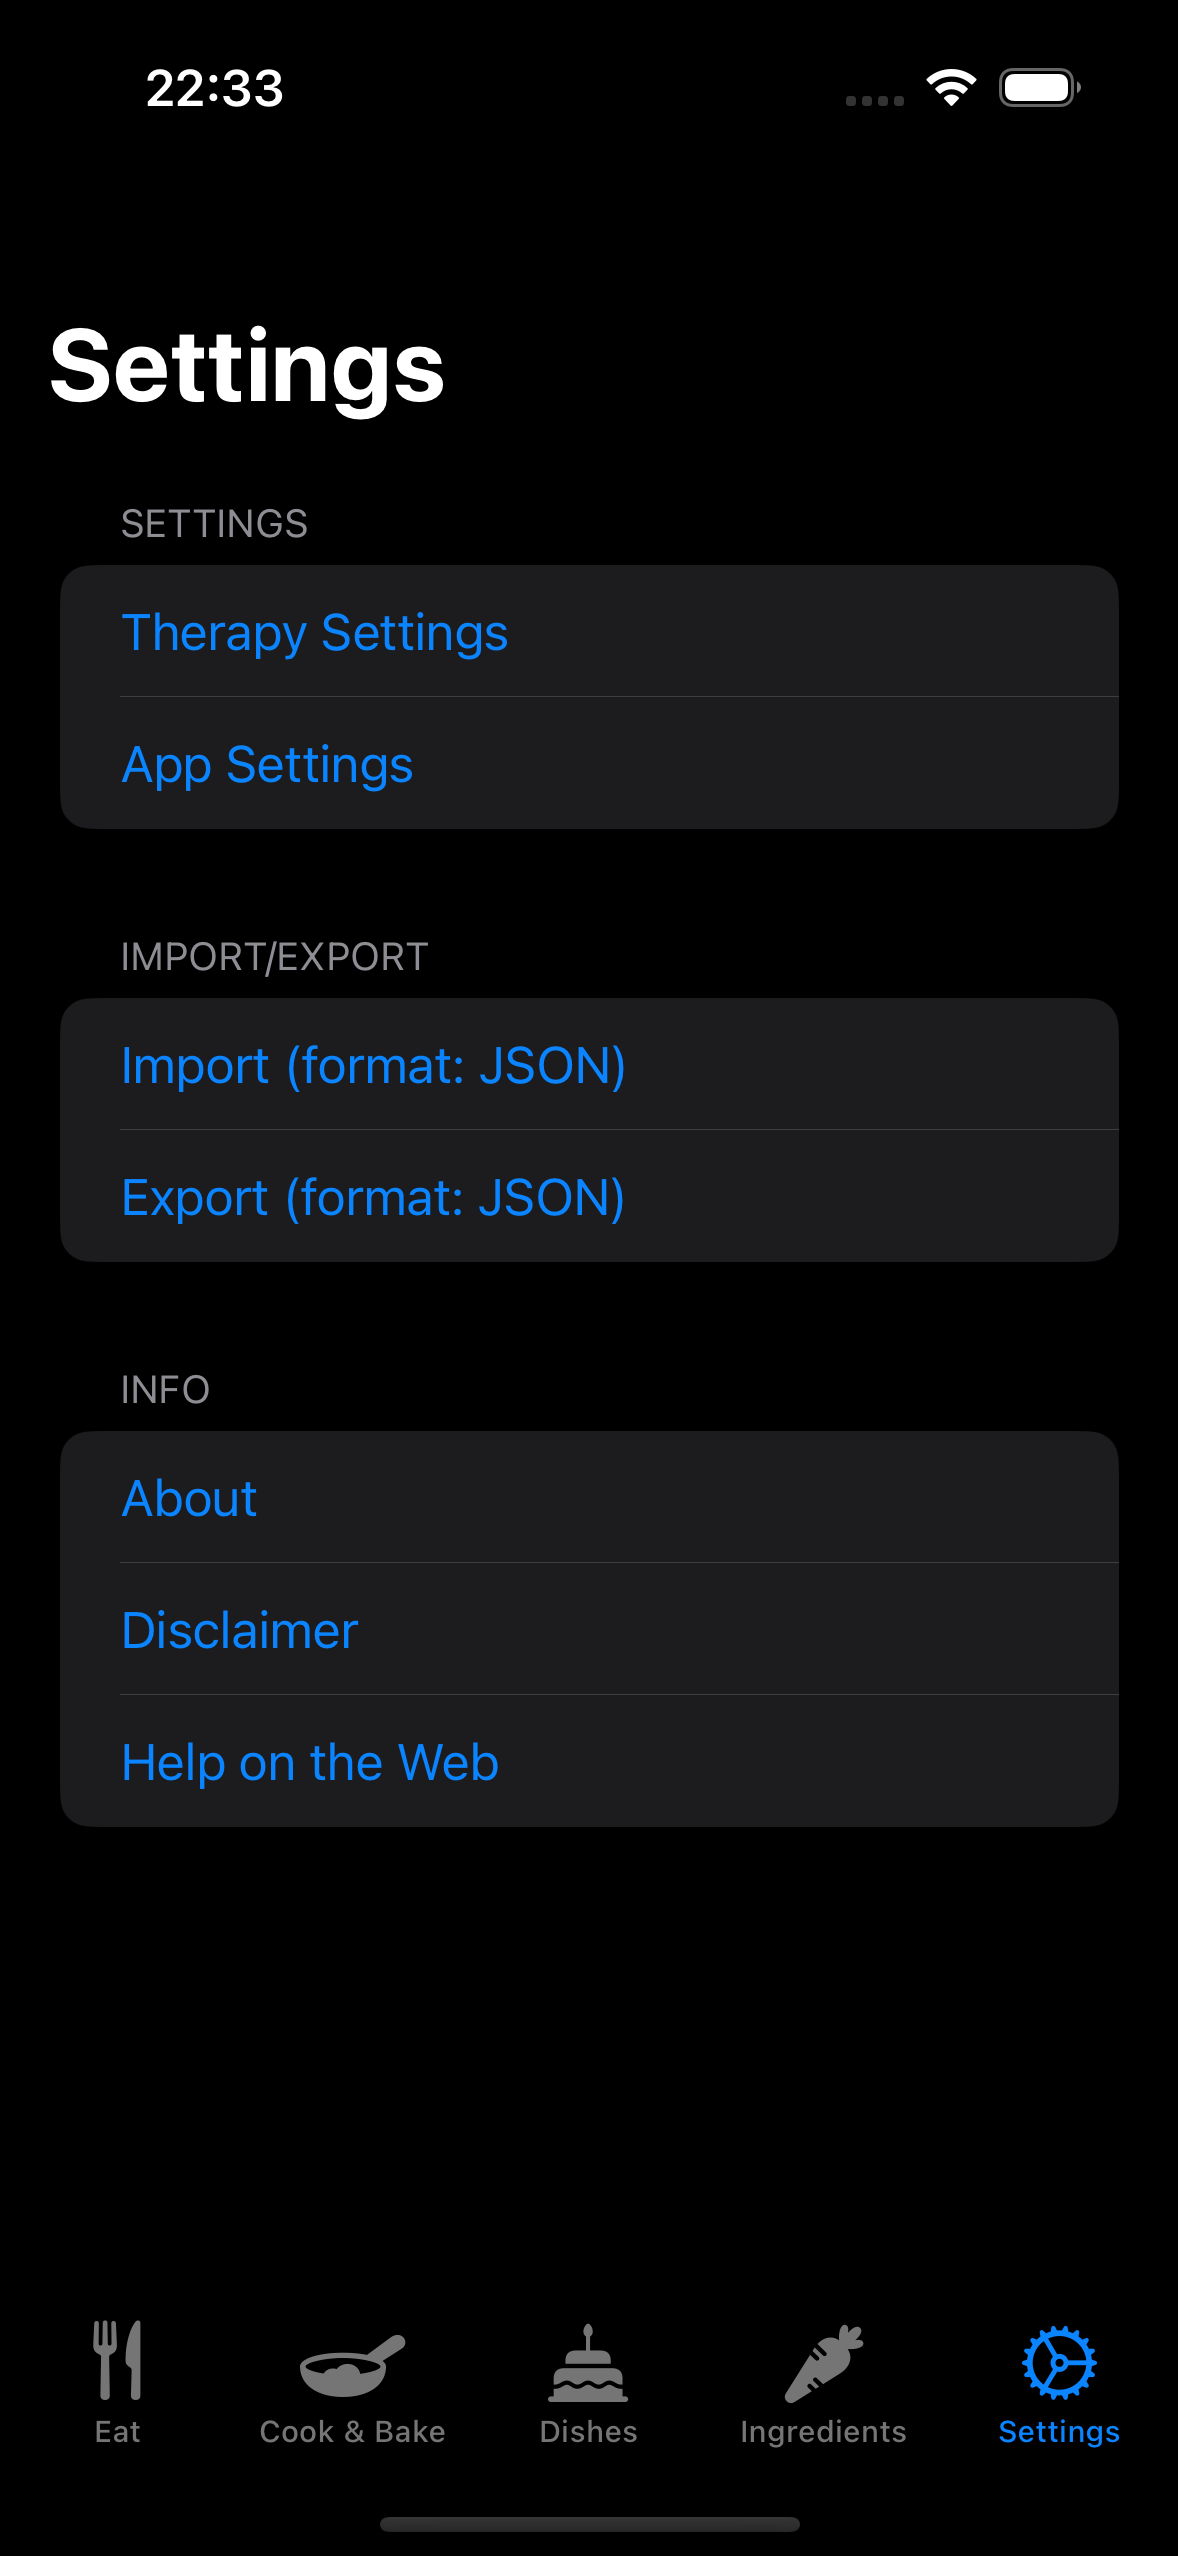 22:33
Settings
SETTINGS
Therapy Settings
App Settings
IMPORT/EXPORT
Import (format: JSON)
Export (format: JSON)
INFO
About
Disclaimer
Help on the Web
Eat
Cook & Bake
Dishes
Ingredients
Settings